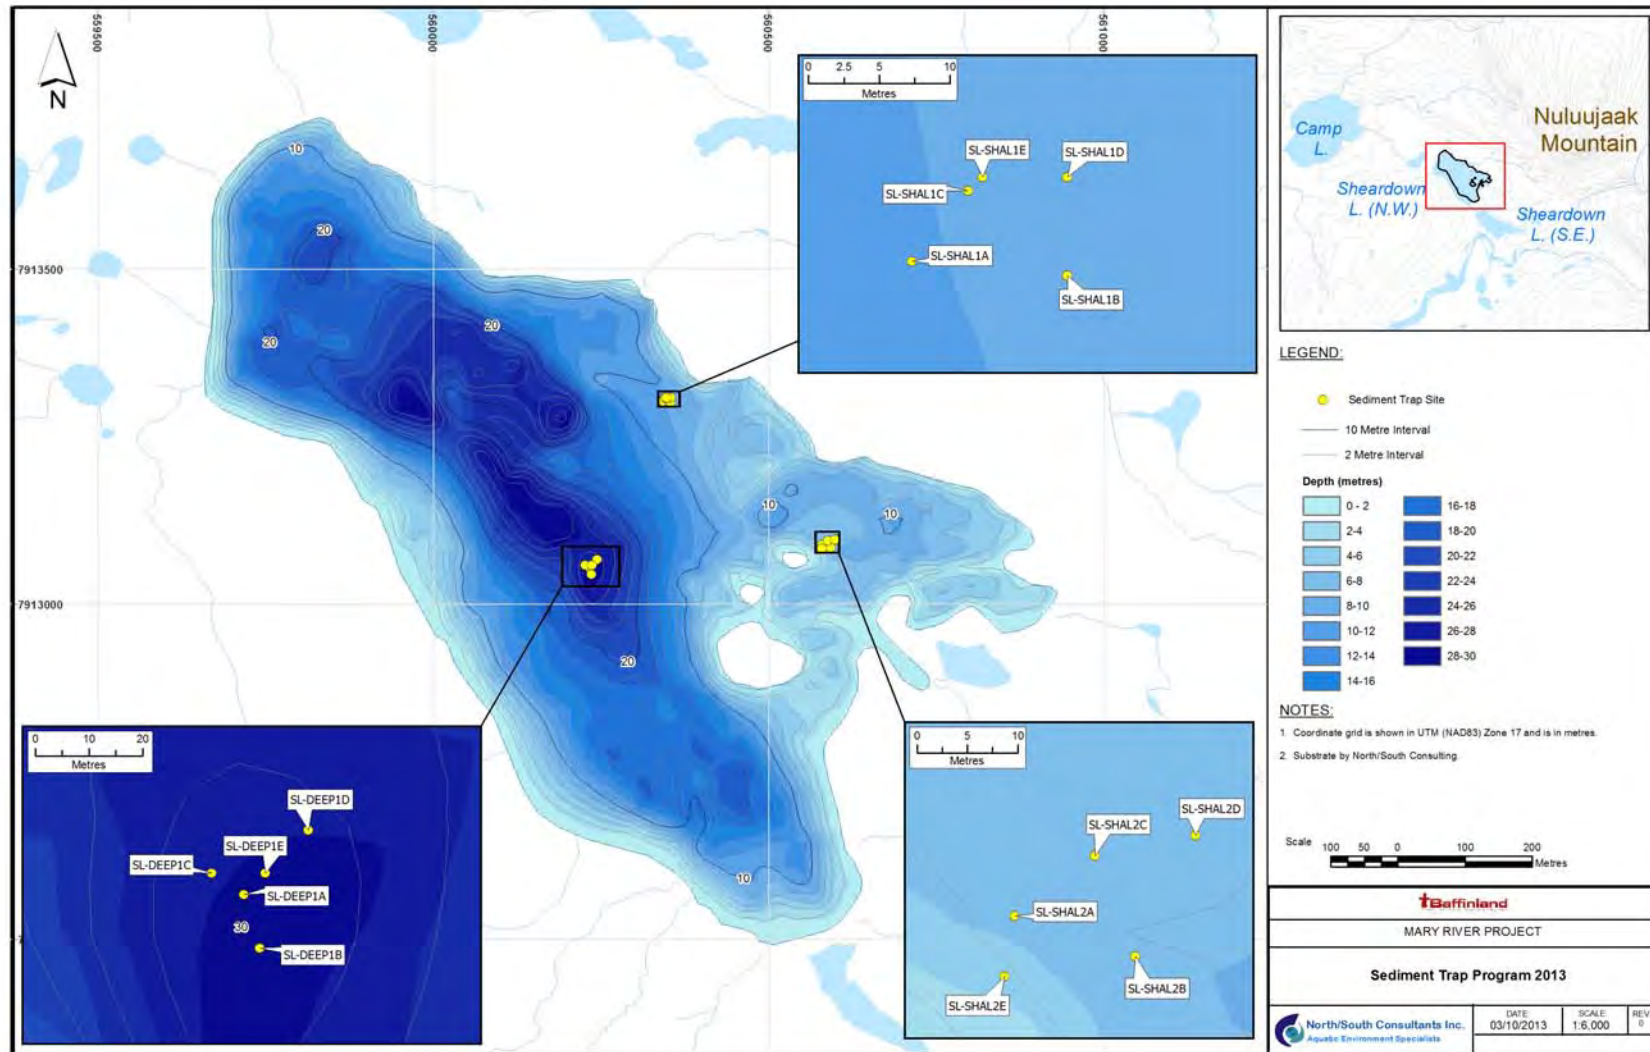 559500
560000
560500
561000
N
7913500
7913000
10
20
20
20
10
10
20
10
0 2.5 5 10
Metres
SL-SHAL1E
SL-SHAL1D
SL-SHAL1C
SL-SHAL1A
SL-SHAL1B
0 10 20
Metres
SL-DEEP1D
SL-DEEP1E
SL-DEEP1C
SL-DEEP1A
30
SL-DEEP1B
0 5 10
Metres
SL-SHAL2D
SL-SHAL2C
SL-SHAL2A
SL-SHAL2B
SL-SHAL2E
Nuluujaak
Mountain
Camp
L.
Sheardown
L. (N.W.)
Sheardown
L. (S.E.)
LEGEND:
Sediment Trap Site
10 Metre Interval
2 Metre Interval
Depth (metres)
0 - 2
2-4
4-6
6-8
8-10
10-12
12-14
14-16
16-18
18-20
20-22
22-24
24-26
26-28
28-30
NOTES:
1. Coordinate grid is shown in UTM (NAD83) Zone 17 and is in metres.
2. Substrate by North/South Consulting.
Scale 100 50 0 100 200
Metres
Baffinland
MARY RIVER PROJECT
Sediment Trap Program 2013
North/South Consultants Inc.
Aquatic Environment Specialists
DATE:
03/10/2013
SCALE
1:6,000
REV
0